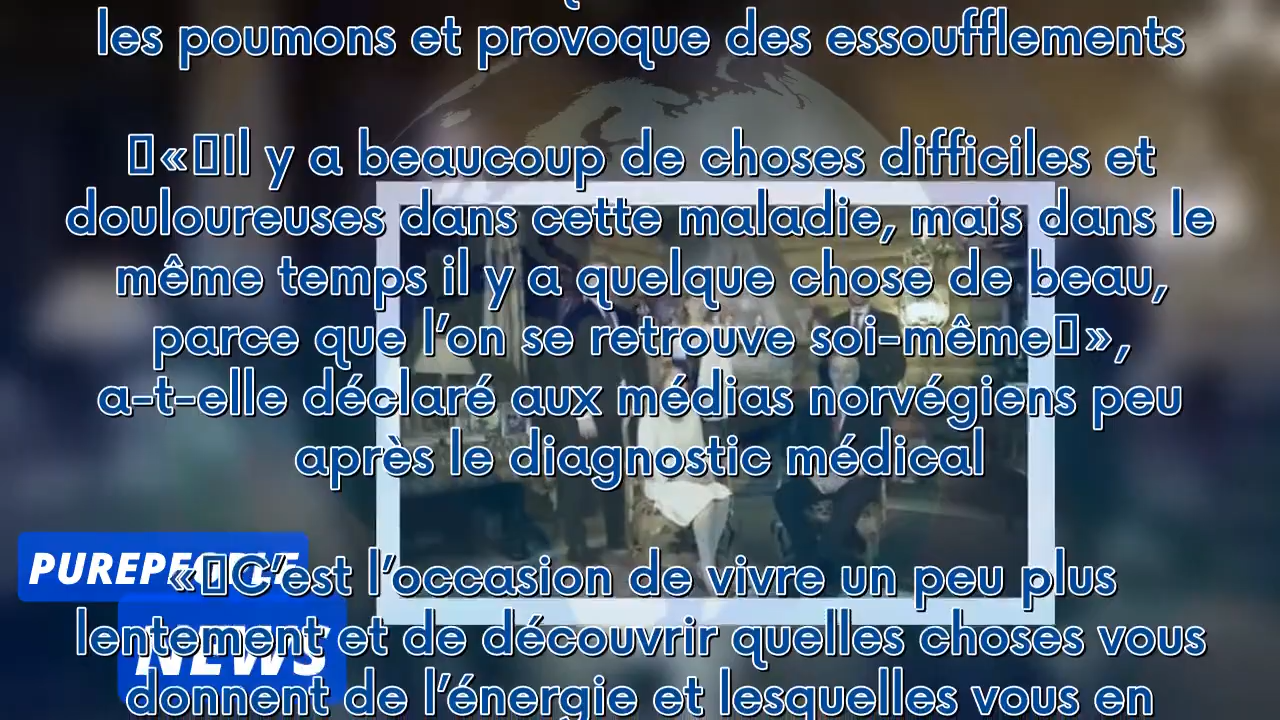 les poumons et provoque des essoufflements
«Il y a beaucoup de choses difficiles et
douloureuses dans cette maladie, mais dans le
même temps il y a quelque chose de beau,
parce que l’on se retrouve soi-même»,
a-t-elle déclaré aux médias norvégiens peu
après le diagnostic médical
PUREPEOPLE
«C’est l’occasion de vivre un peu plus
lentement et de découvrir quelles choses vous
NEWS
donnent de l’énergie et lesquelles vous en